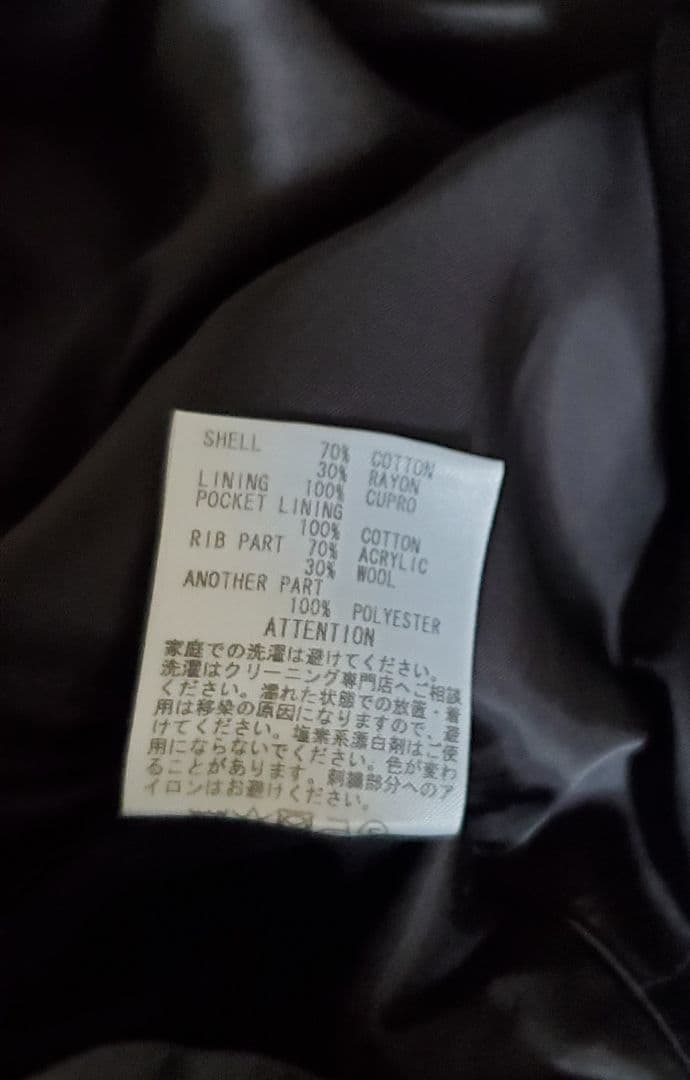 SHELL 70% COTTON
30% RAYON
LINING 100% CUPRO
POCKET LINING
100% COTTON
RIB PART 70% ACRYLIC
30% WOOL
ANOTHER PART
100% POLYESTER
ATTENTION
家庭での洗濯は避けてください。
洗濯はクリーニング専門店へご相談
ください。濡れた状態での放置・着
用は移染の原因になりますので、避
けてください。塩素系漂白剤はご使
用にならないでください。色が変わ
ることがあります。刺繍部分へのア
イロンはお避けください。